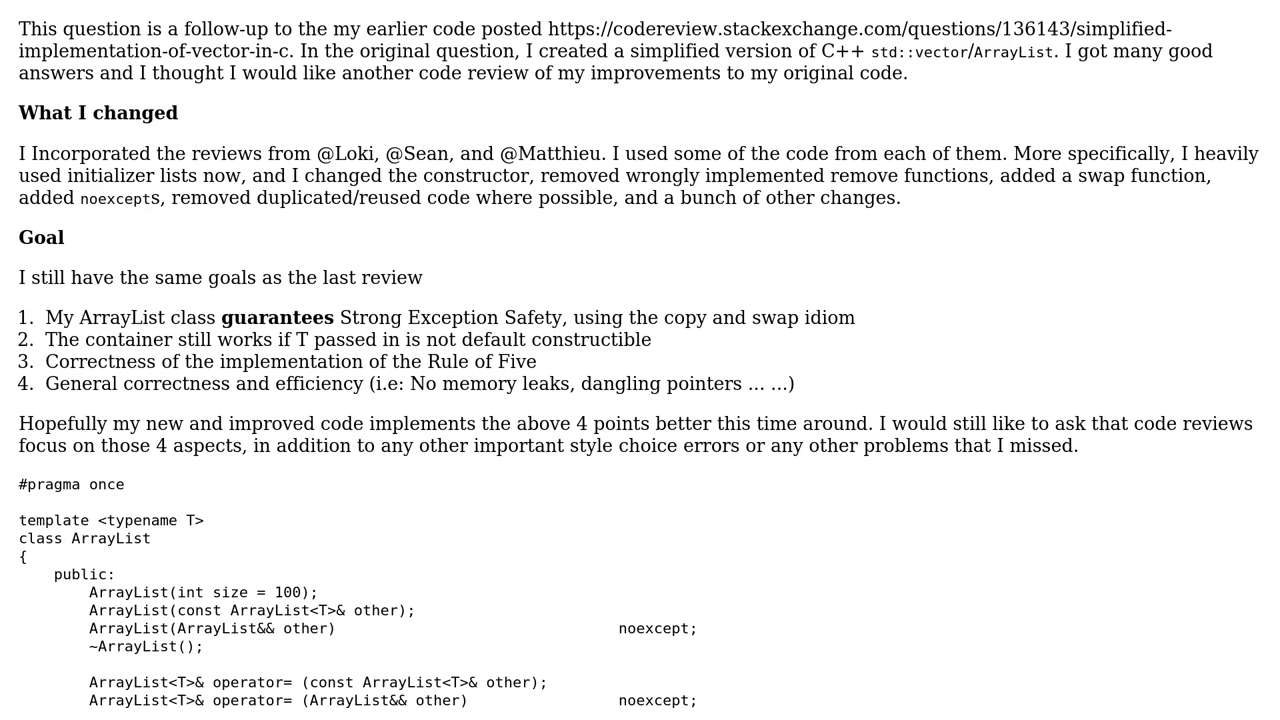 This question is a follow-up to the my earlier code posted https://codereview.stackexchange.com/questions/136143/simplified-
implementation-of-vector-in-c. In the original question, I created a simplified version of C++ std::vector/ArrayList. I got many good
answers and I thought I would like another code review of my improvements to my original code.
What I changed
I Incorporated the reviews from @Loki, @Sean, and @Matthieu. I used some of the code from each of them. More specifically, I heavily
used initializer lists now, and I changed the constructor, removed wrongly implemented remove functions, added a swap function,
added noexcepts, removed duplicated/reused code where possible, and a bunch of other changes.
Goal
I still have the same goals as the last review
1. My ArrayList class guarantees Strong Exception Safety, using the copy and swap idiom
2. The container still works if T passed in is not default constructible
3. Correctness of the implementation of the Rule of Five
4. General correctness and efficiency (i.e: No memory leaks, dangling pointers ... ...)
Hopefully my new and improved code implements the above 4 points better this time around. I would still like to ask that code reviews
focus on those 4 aspects, in addition to any other important style choice errors or any other problems that I missed.
#pragma once
template <typename T>
class ArrayList
{
    public:
        ArrayList(int size = 100);
        ArrayList(const ArrayList<T>& other);
        ArrayList(ArrayList&& other)                                noexcept;
        ~ArrayList();
        ArrayList<T>& operator= (const ArrayList<T>& other);
        ArrayList<T>& operator= (ArrayList&& other)                 noexcept;